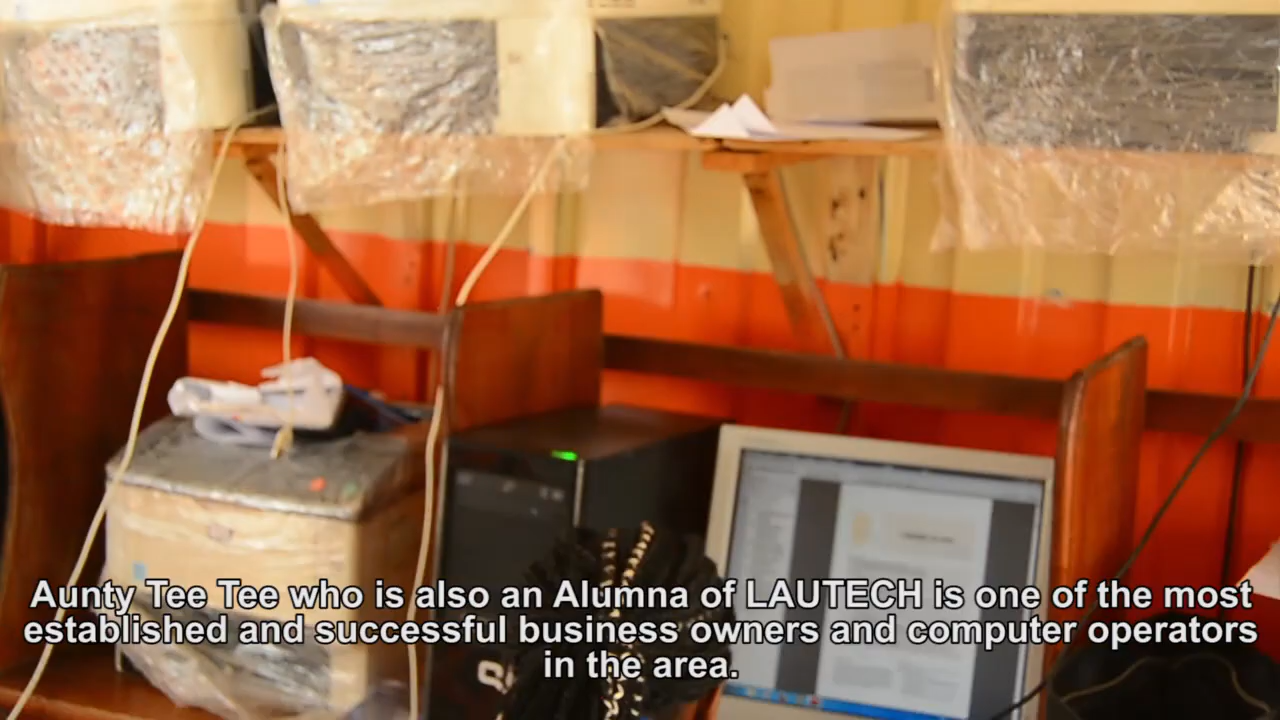 Aunty Tee Tee who is also an Alumna of LAUTECH is one of the most
established and successful business owners and computer operators
in the area.